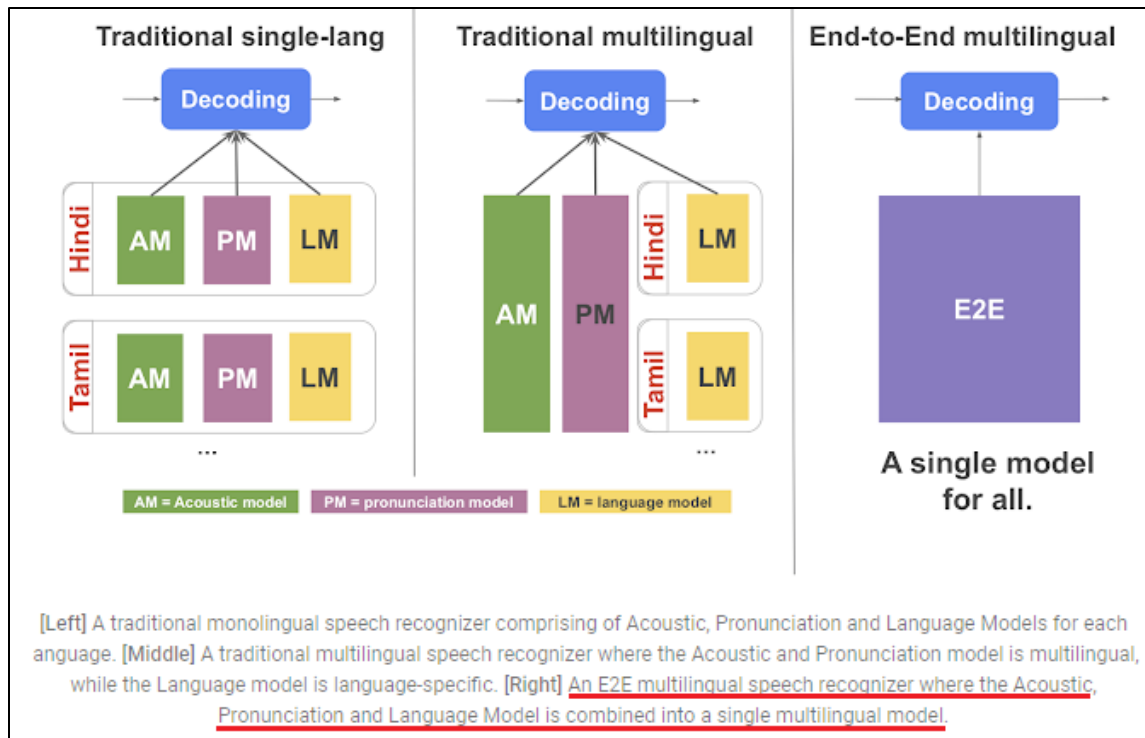 Traditional single-lang
Decoding
Hindi
AM
PM
LM
Tamil
AM
PM
LM
...
Traditional multilingual
Decoding
AM
PM
Hindi
LM
Tamil
LM
...
End-to-End multilingual
Decoding
E2E
A single model
for all.
AM = Acoustic model
PM = pronunciation model
LM = language model
[Left] A traditional monolingual speech recognizer comprising of Acoustic, Pronunciation and Language Models for each
anguage. [Middle] A traditional multilingual speech recognizer where the Acoustic and Pronunciation model is multilingual,
while the Language model is language-specific. [Right] An E2E multilingual speech recognizer where the Acoustic,
Pronunciation and Language Model is combined into a single multilingual model.